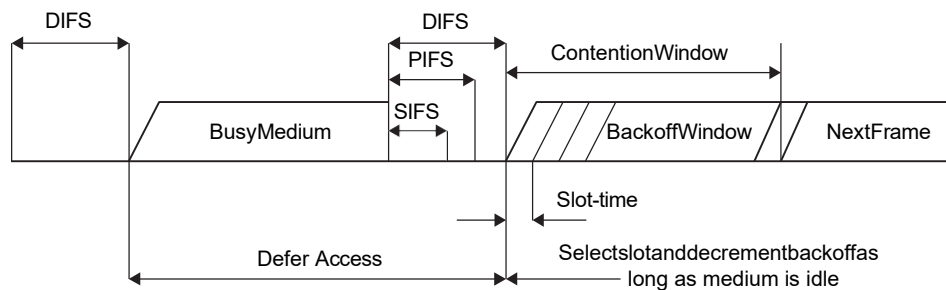 DIFS
DIFS
ContentionWindow
PIFS
SIFS
BusyMedium
BackoffWindow
NextFrame
Slot-time
Defer Access
Selectslotanddecrementbackoffas
long as medium is idle